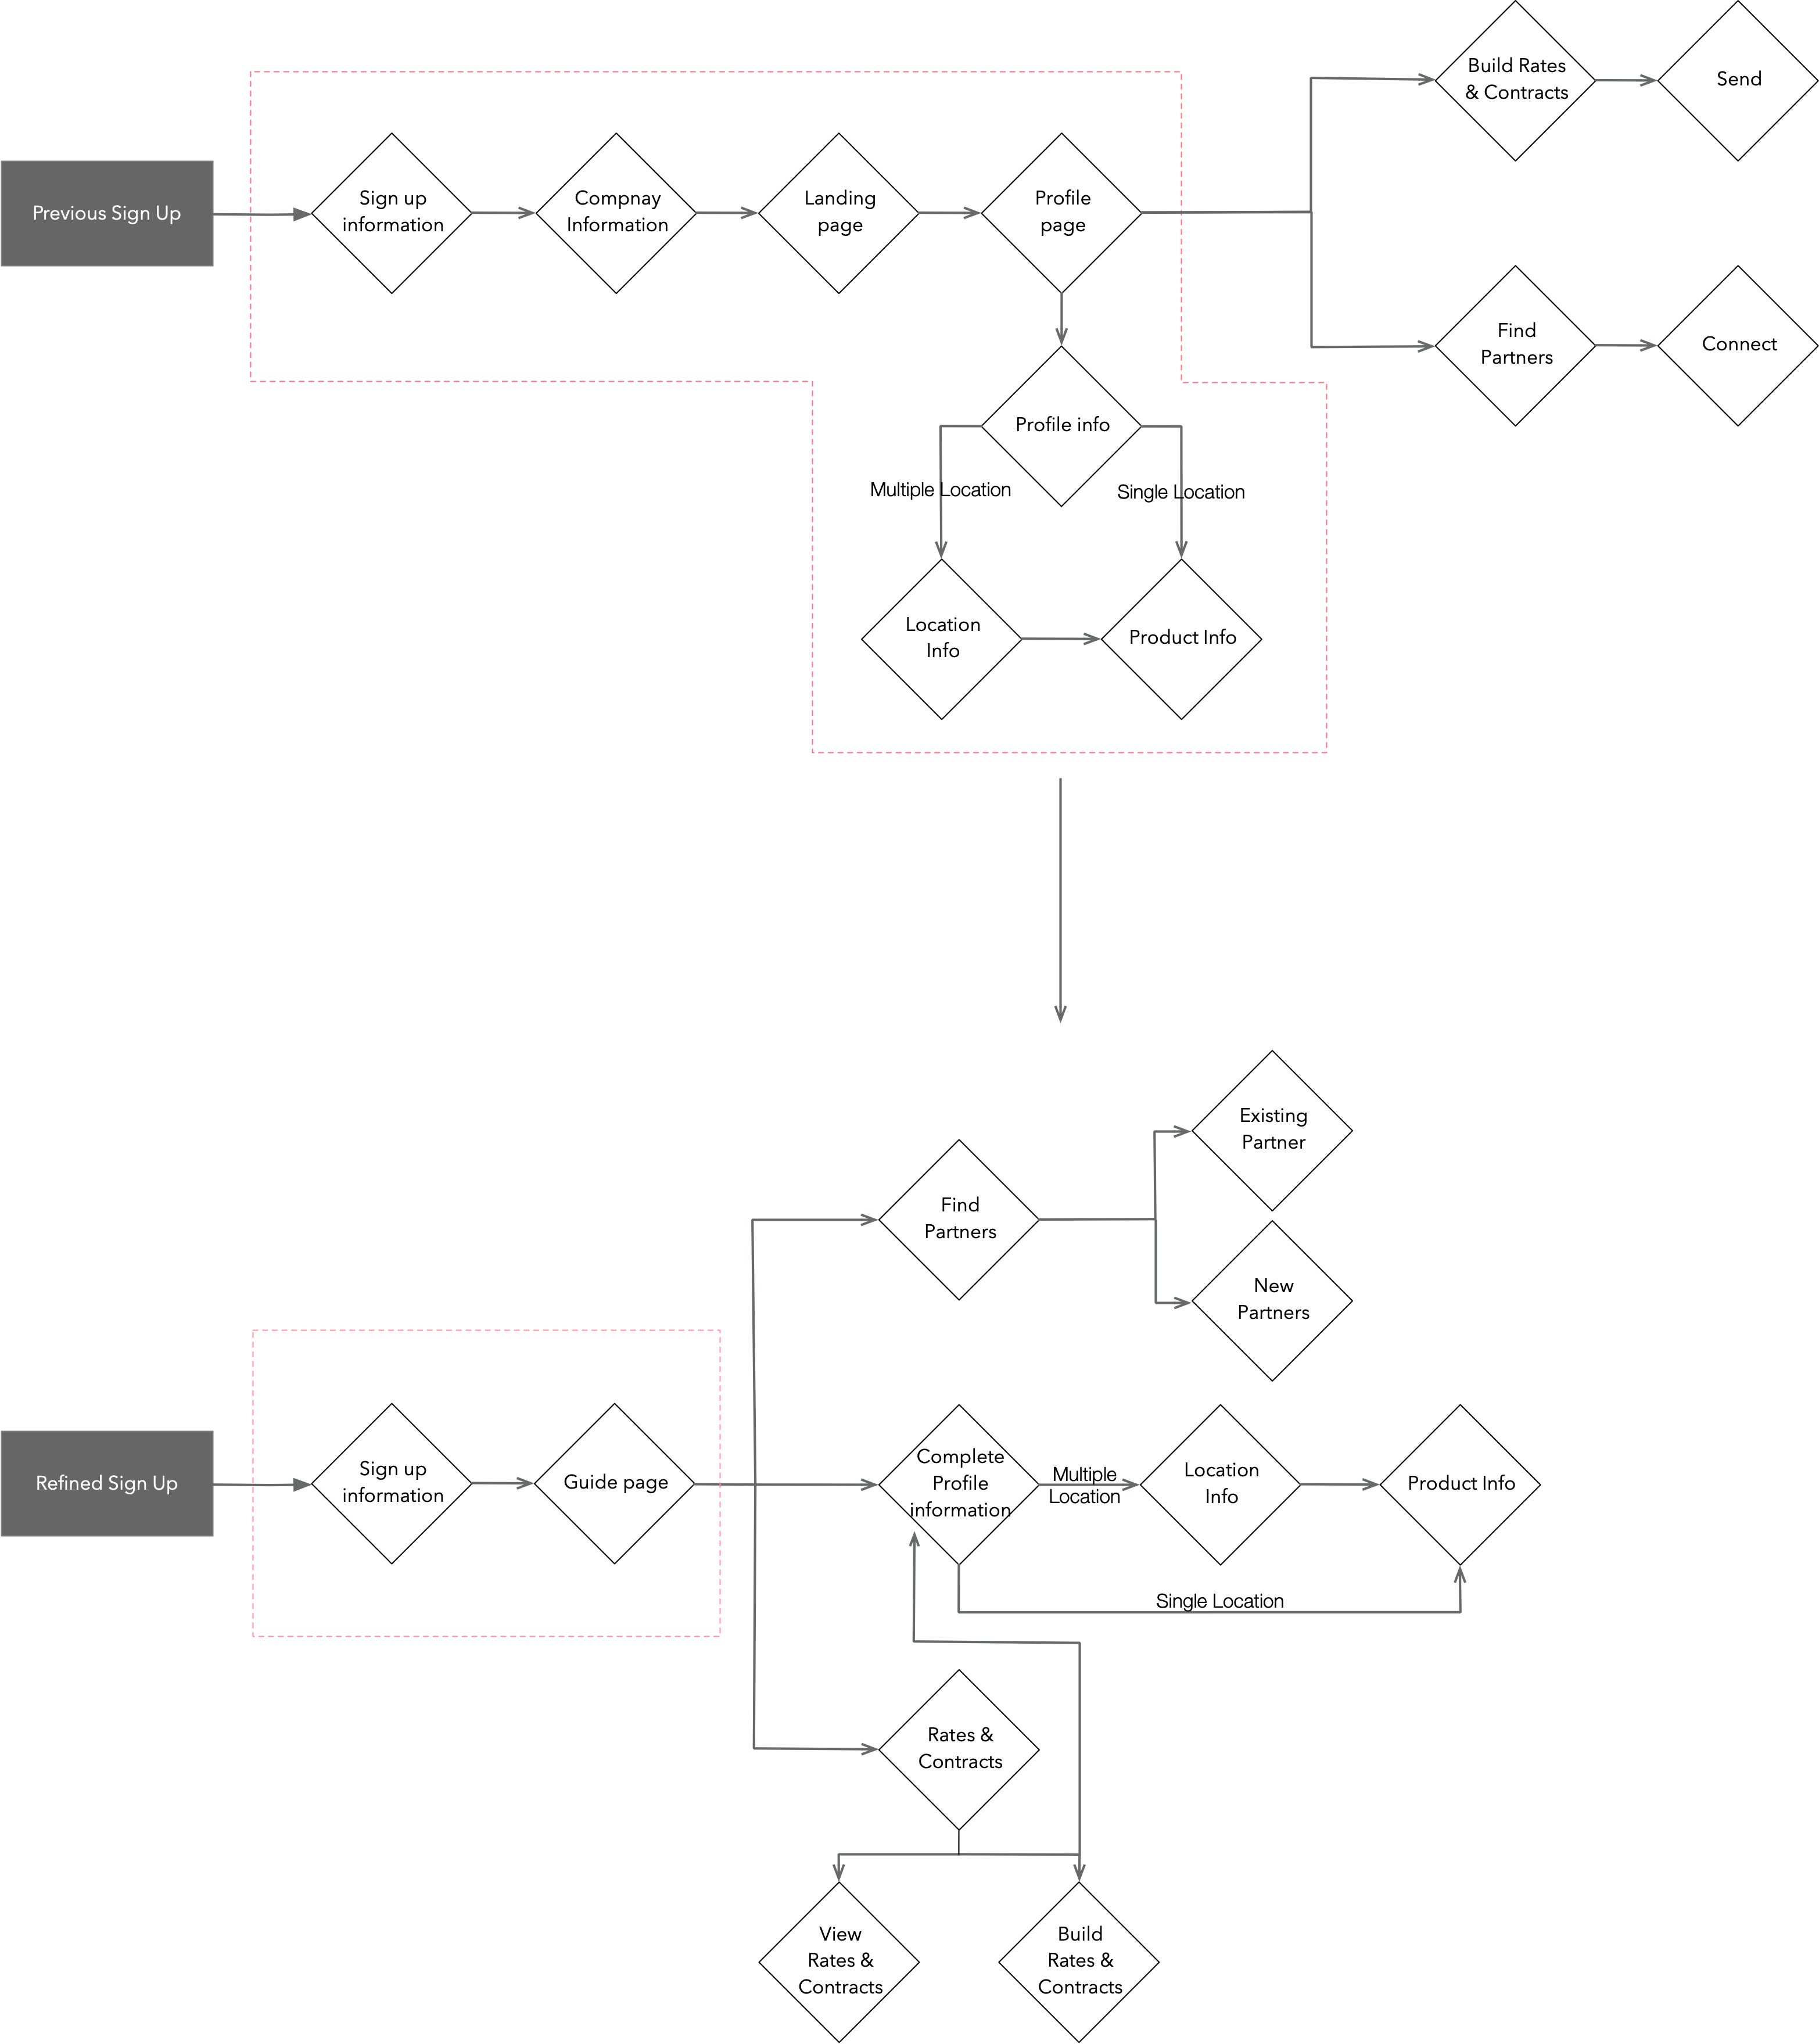 Build Rates
& Contracts
Send
Previous Sign Up
Sign up
information
Compnay
Information
Landing
page
Profile
page
Find
Partners
Connect
Profile info
Multiple Location
Single Location
Location
Info
Product Info
Existing
Partner
Find
Partners
New
Partners
Refined Sign Up
Sign up
information
Guide page
Complete
Profile
information
Multiple
Location
Location
Info
Product Info
Single Location
Rates &
Contracts
View
Rates &
Contracts
Build
Rates &
Contracts